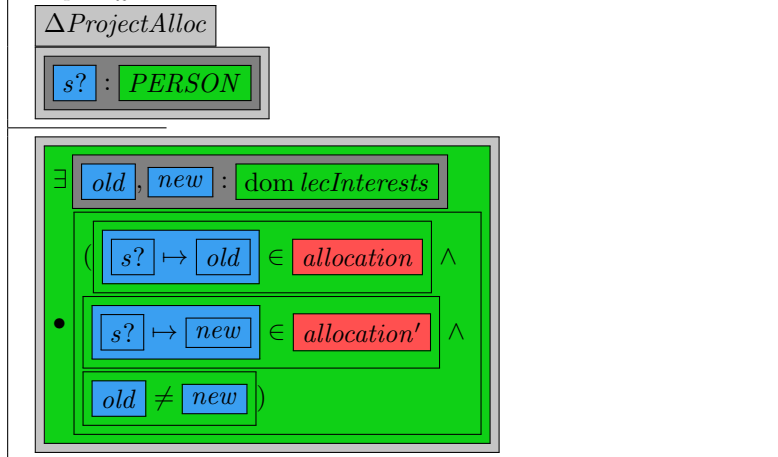 ΔProjectAlloc
s? : PERSON
∃ old, new : dom lecInterests
( s? ↦ old ∈ allocation ∧
• s? ↦ new ∈ allocation′ ∧
old ≠ new )